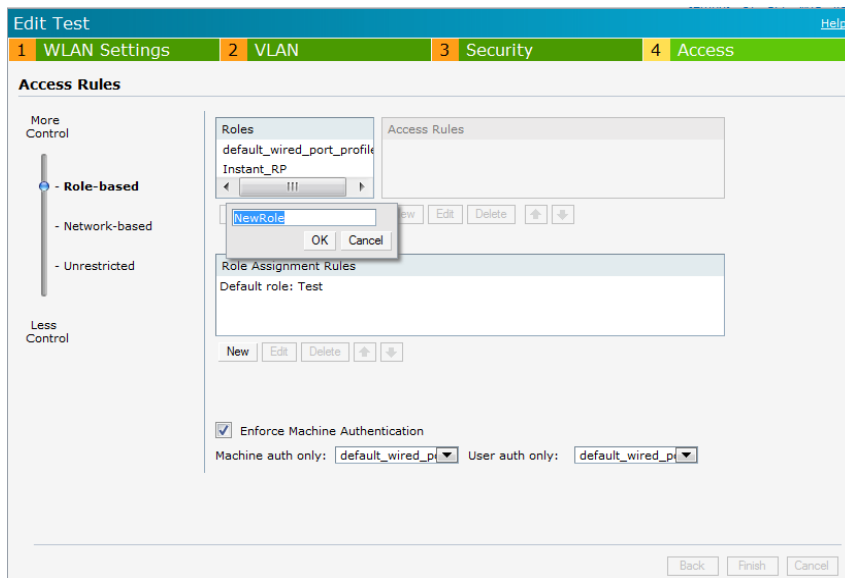 Edit Test
Help
1 WLAN Settings
2 VLAN
3 Security
4 Access
Access Rules
More
Control
- Role-based
- Network-based
- Unrestricted
Less
Control
Roles
default_wired_port_profile
Instant_RP
Access Rules
NewRole
OK Cancel
Edit Delete
Role Assignment Rules
Default role: Test
New Edit Delete
Enforce Machine Authentication
Machine auth only: default_wired_p User auth only: default_wired_p
Back Finish Cancel